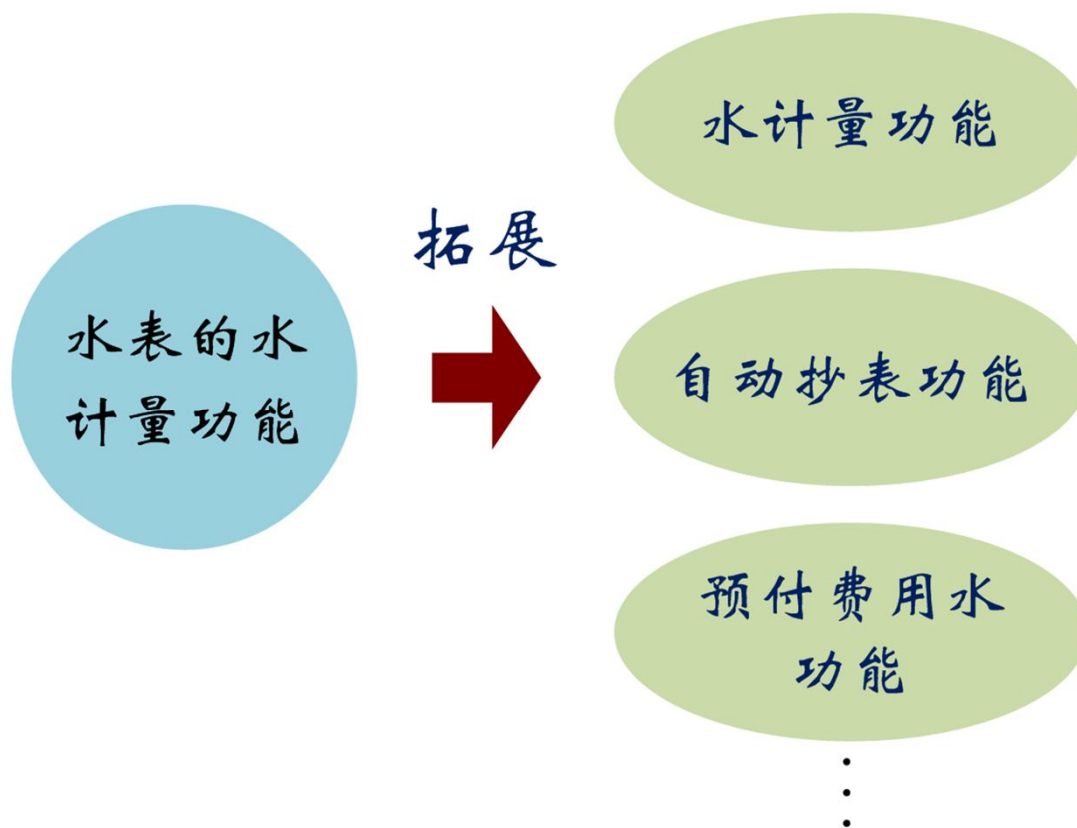 水计量功能
拓展
水表的水
计量功能
自动抄表功能
预付费用水
功能